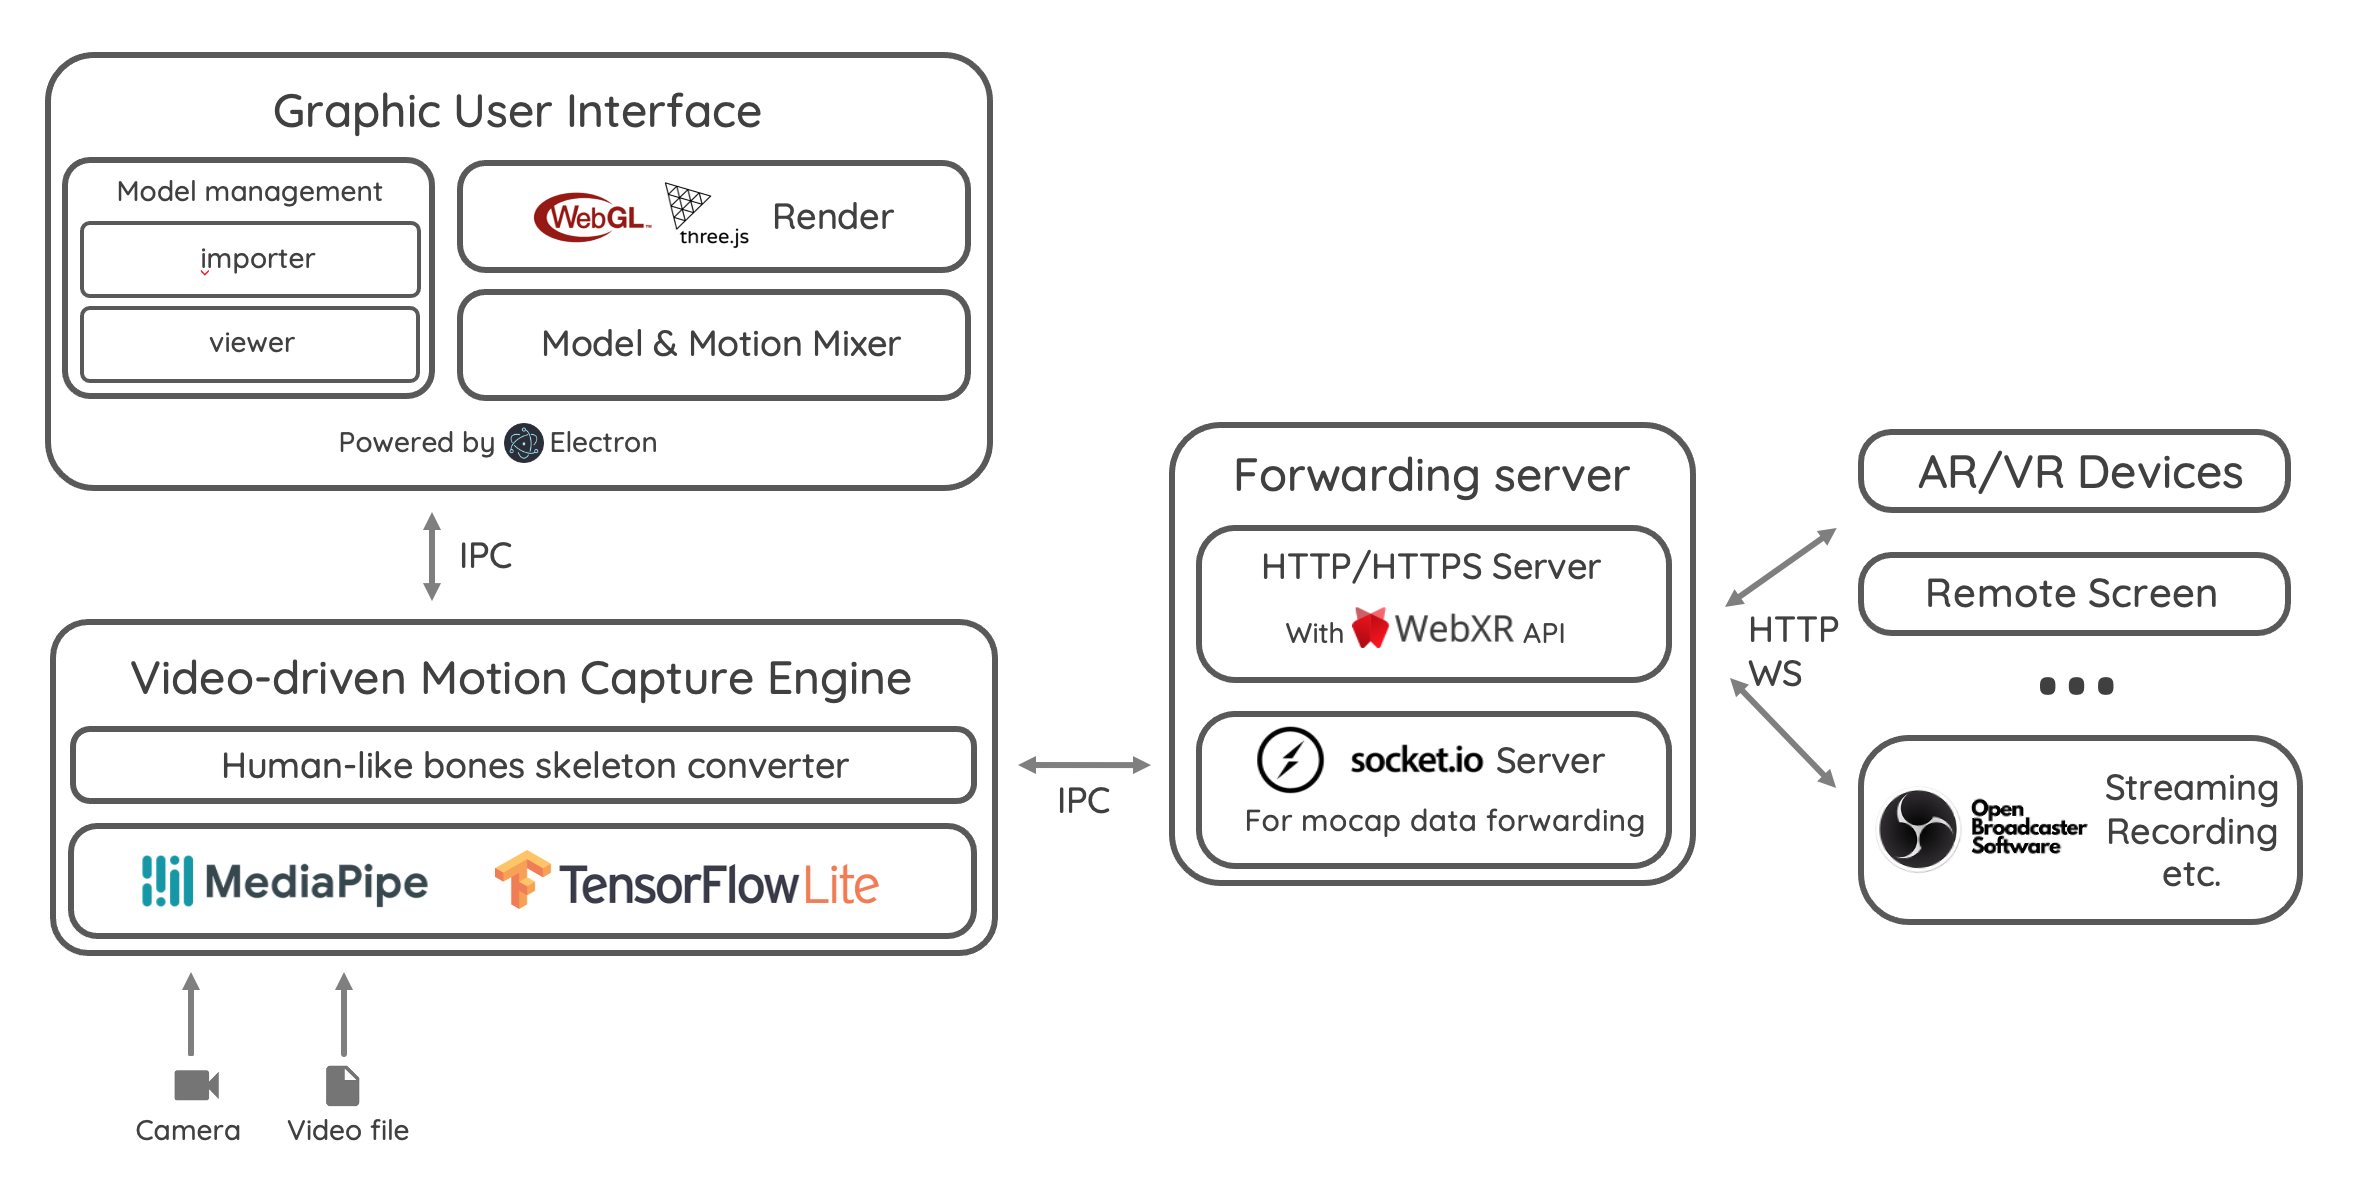 Graphic User Interface
Model management
importer
viewer
WebGL™
three.js
Render
Model & Motion Mixer
Powered by Electron
IPC
Video-driven Motion Capture Engine
Human-like bones skeleton converter
MediaPipe
TensorFlow Lite
Camera
Video file
IPC
Forwarding server
HTTP/HTTPS Server
With WebXR API
socket.io Server
For mocap data forwarding
HTTP
WS
AR/VR Devices
Remote Screen
...
Open
Broadcaster
Software
Streaming
Recording
etc.